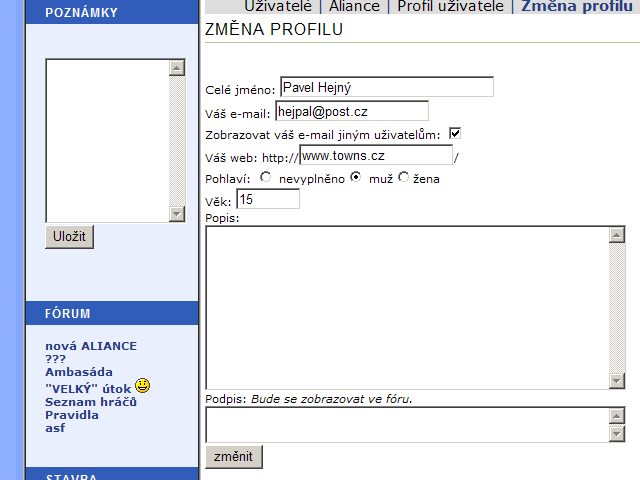 POZNÁMKY
Uložit
FÓRUM
nová ALIANCE
???
Ambasáda
"VELKÝ" útok
Seznam hráčů
Pravidla
asf
STAVBA
Uživatelé | Aliance | Profil uživatele | Změna profilu
ZMĚNA PROFILU
Celé jméno: Pavel Hejný
Váš e-mail: hejpal@post.cz
Zobrazovat váš e-mail jiným uživatelům:
Váš web: http://www.towns.cz/
Pohlaví: nevyplněno muž žena
Věk: 15
Popis:
Podpis: Bude se zobrazovat ve fóru.
změnit